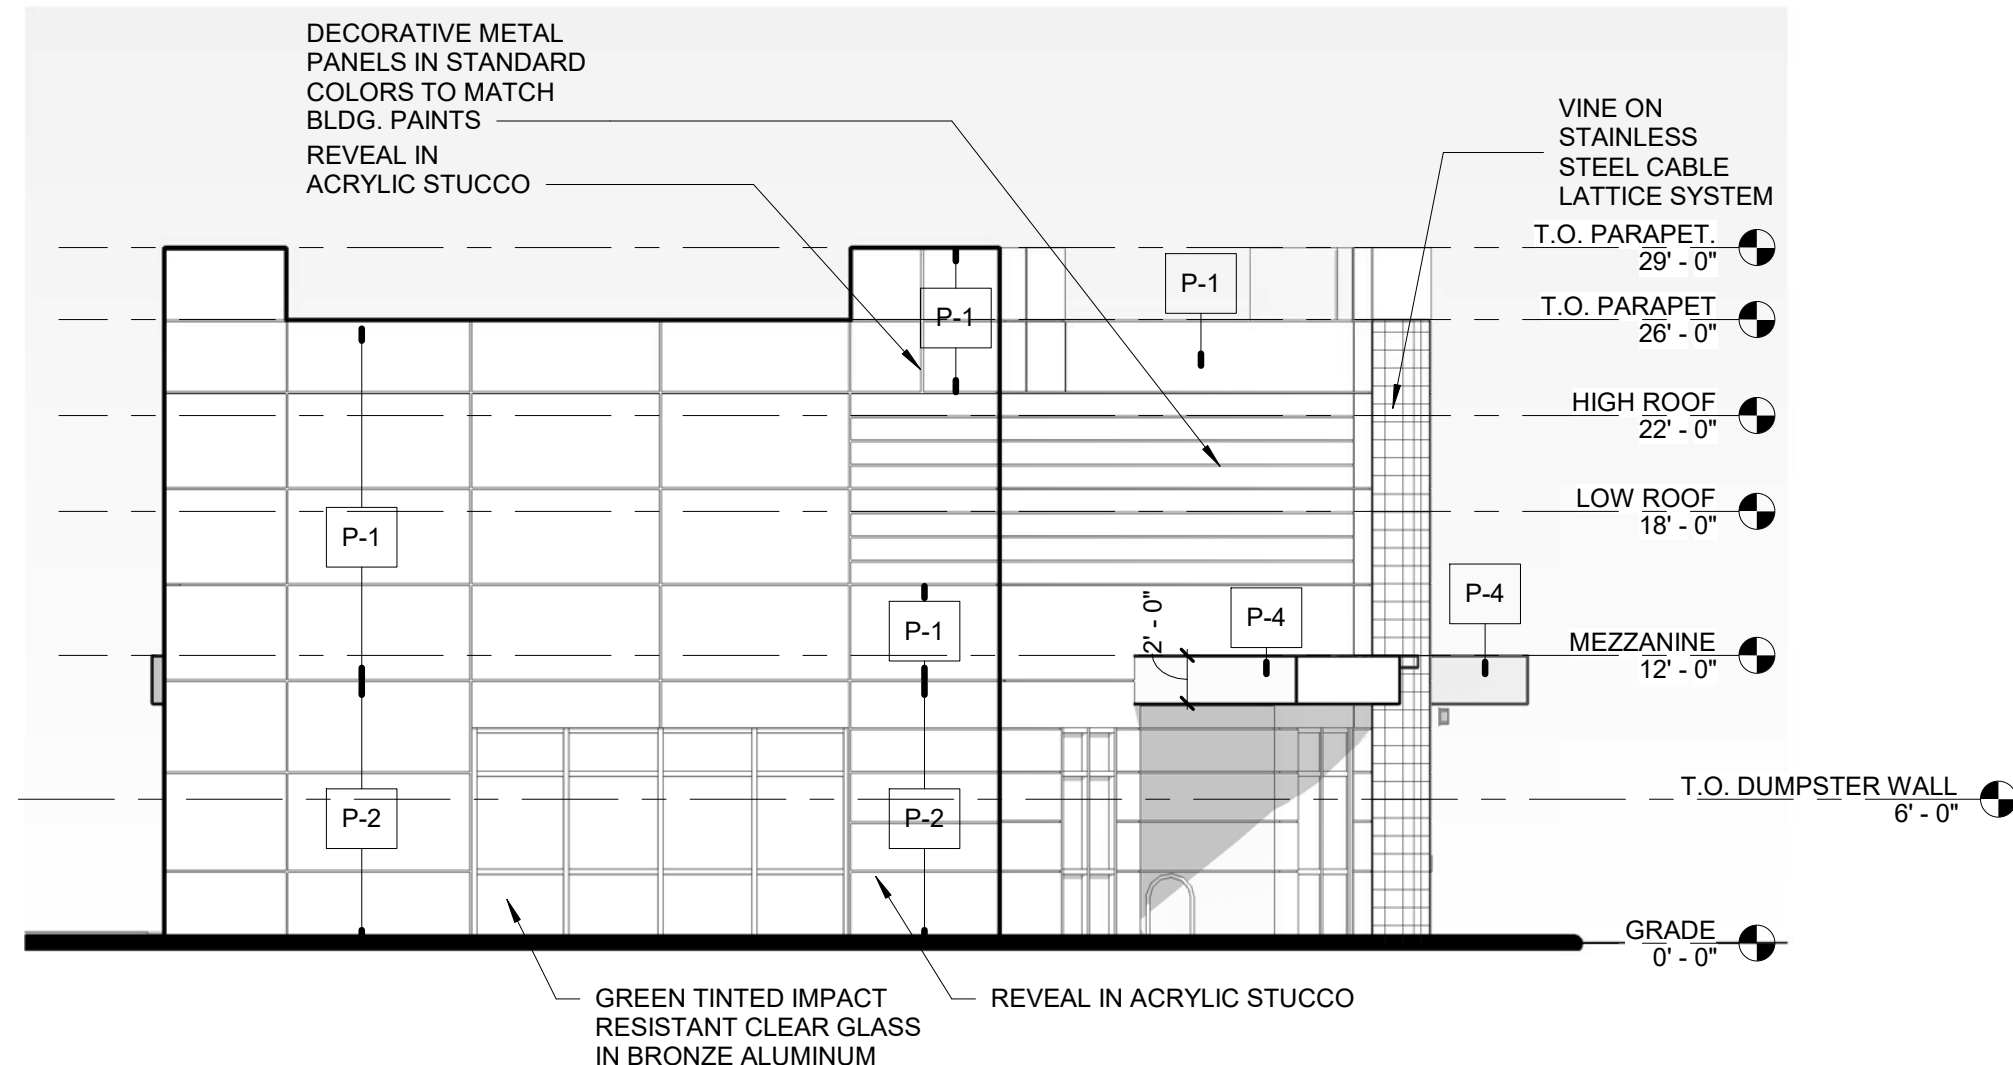 DECORATIVE METAL
PANELS IN STANDARD
COLORS TO MATCH
BLDG. PAINTS
REVEAL IN
ACRYLIC STUCCO
VINE ON
STAINLESS
STEEL CABLE
LATTICE SYSTEM
T.O. PARAPET.
29' - 0"
P-1
P-1
T.O. PARAPET
26' - 0"
HIGH ROOF
22' - 0"
LOW ROOF
18' - 0"
P-1
P-4
P-4
P-1
2' - 0"
MEZZANINE
12' - 0"
T.O. DUMPSTER WALL
6' - 0"
P-2
P-2
GRADE
0' - 0"
GREEN TINTED IMPACT
RESISTANT CLEAR GLASS
IN BRONZE ALUMINUM
REVEAL IN ACRYLIC STUCCO